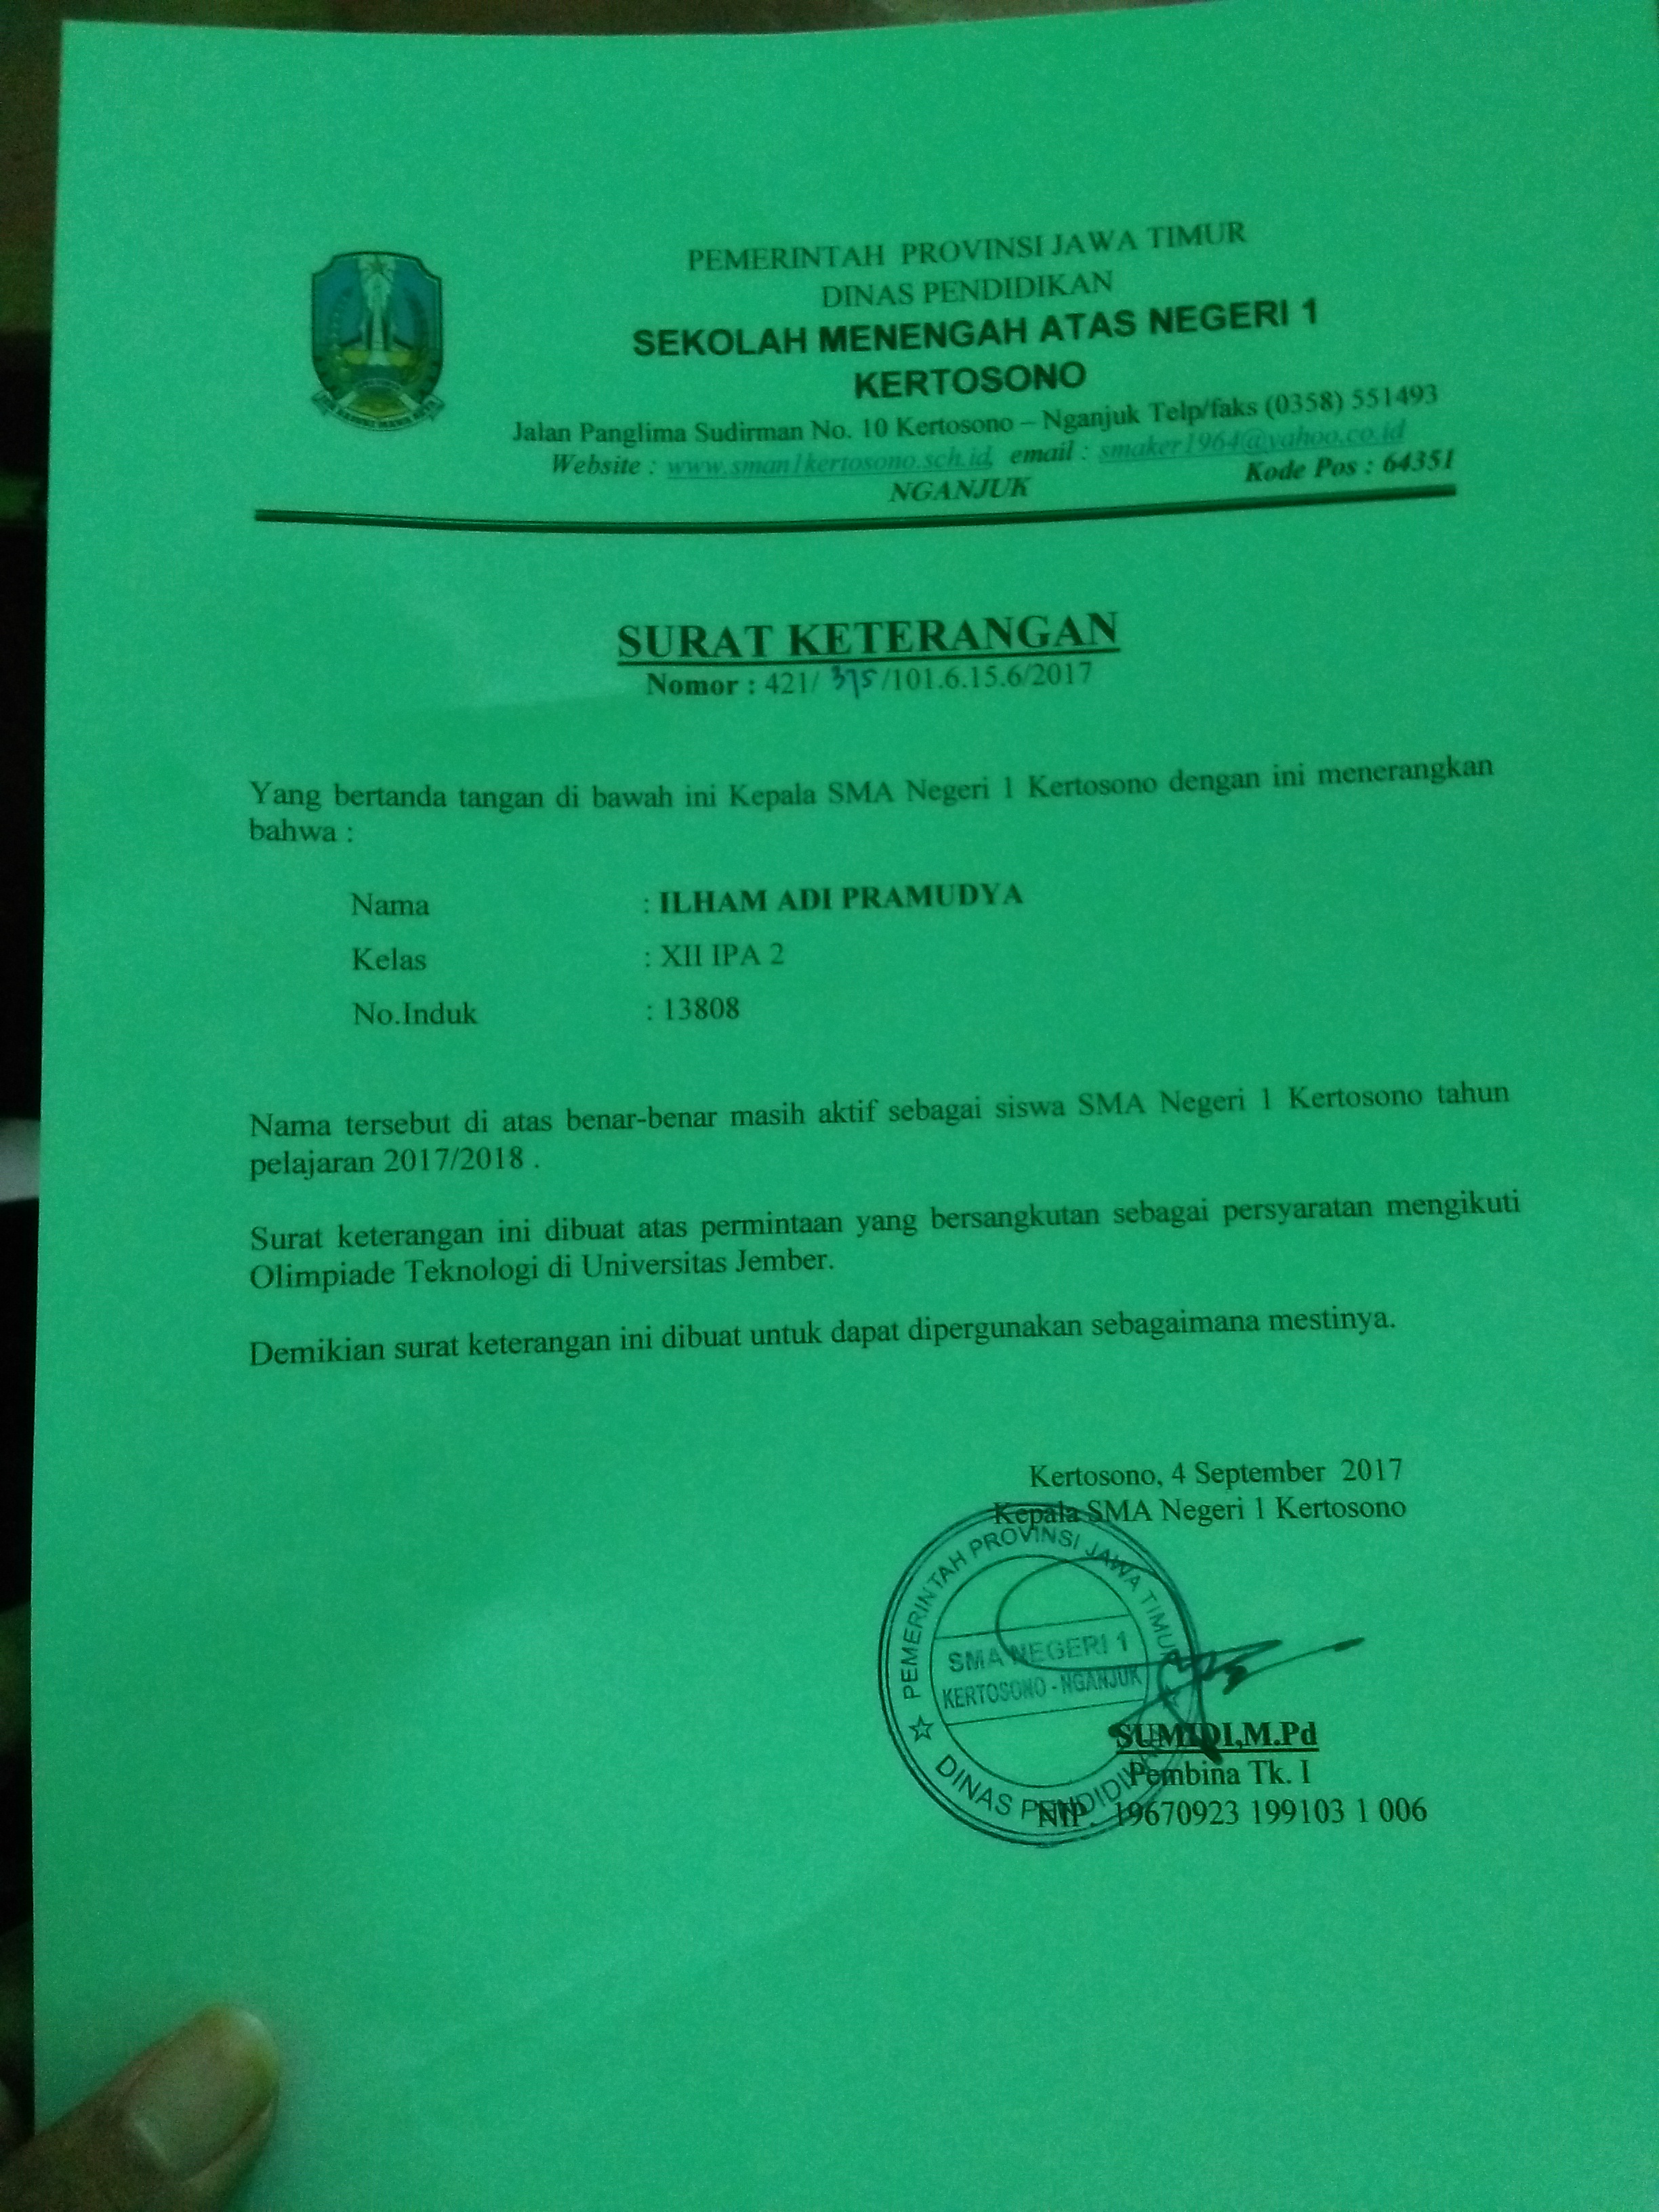 PEMERINTAH PROVINSI JAWA TIMUR
DINAS PENDIDIKAN
SEKOLAH MENENGAH ATAS NEGERI 1
KERTOSONO
Jalan Panglima Sudirman No. 10 Kertosono – Nganjuk Telp/faks (0358) 551493
Website : www.sman1kertosono.sch.id, email : smaker1964@yahoo.co.id
NGANJUK Kode Pos : 64351
SURAT KETERANGAN
Nomor : 421/ 375 /101.6.15.6/2017
Yang bertanda tangan di bawah ini Kepala SMA Negeri 1 Kertosono dengan ini menerangkan
bahwa :
Nama : ILHAM ADI PRAMUDYA
Kelas : XII IPA 2
No.Induk : 13808
Nama tersebut di atas benar-benar masih aktif sebagai siswa SMA Negeri 1 Kertosono tahun
pelajaran 2017/2018 .
Surat keterangan ini dibuat atas permintaan yang bersangkutan sebagai persyaratan mengikuti
Olimpiade Teknologi di Universitas Jember.
Demikian surat keterangan ini dibuat untuk dapat dipergunakan sebagaimana mestinya.
Kertosono, 4 September 2017
Kepala SMA Negeri 1 Kertosono
PEMERINTAH PROVINSI JAWA TIMUR
SMA NEGERI 1
KERTOSONO - NGANJUK
DINAS PENDIDIKAN
SUMIDI,M.Pd
Pembina Tk. I
NIP. 19670923 199103 1 006